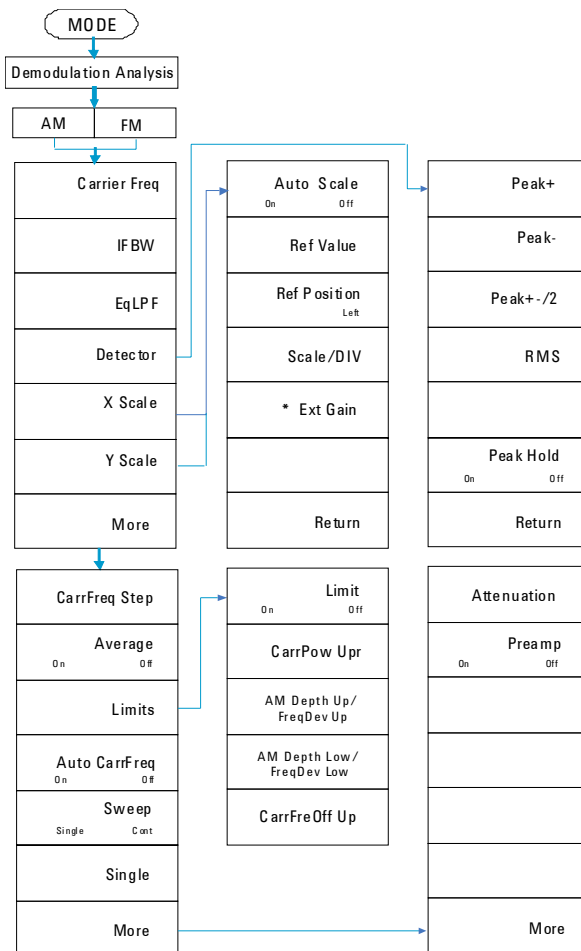 MODE
Demodulation Analysis
AM FM
Carrier Freq
IFBW
EqLPF
Detector
X Scale
Y Scale
More
Auto Scale
On Off
Ref Value
Ref Position
Left
Scale/DIV
* Ext Gain
Return
Peak+
Peak-
Peak+-/2
RMS
Peak Hold
On Off
Return
CarrFreq Step
Average
On Off
Limits
Auto CarrFreq
On Off
Sweep
Single Cont
Single
More
Limit
On Off
CarrPow Upr
AM Depth Up/
FreqDev Up
AM Depth Low/
FreqDev Low
CarrFreOff Up
Attenuation
Preamp
On Off
More